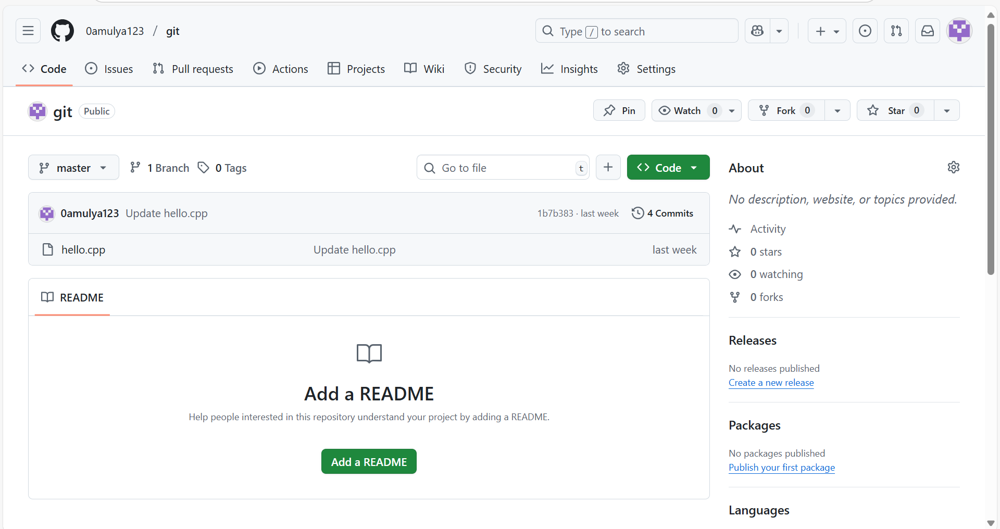 0amulya123 / git
Type / to search
Code Issues Pull requests Actions Projects Wiki Security Insights Settings
git Public
Pin Watch 0 Fork 0 Star 0
master 1 Branch 0 Tags
Go to file t
Code
0amulya123 Update hello.cpp 1b7b383 · last week 4 Commits
hello.cpp Update hello.cpp last week
README
Add a README
Help people interested in this repository understand your project by adding a README.
Add a README
About
No description, website, or topics provided.
Activity
0 stars
0 watching
0 forks
Releases
No releases published
Create a new release
Packages
No packages published
Publish your first package
Languages